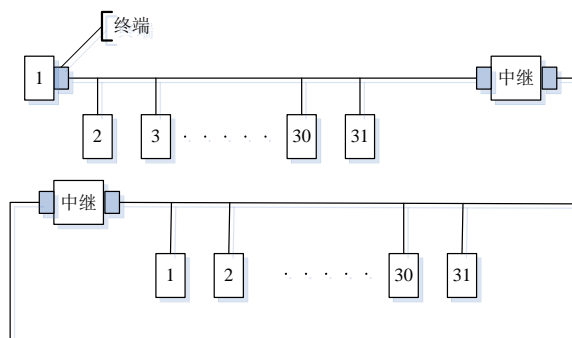 终端
1
中继
2 3 . . . . . 30 31
中继
1 2 . . . . . 30 31